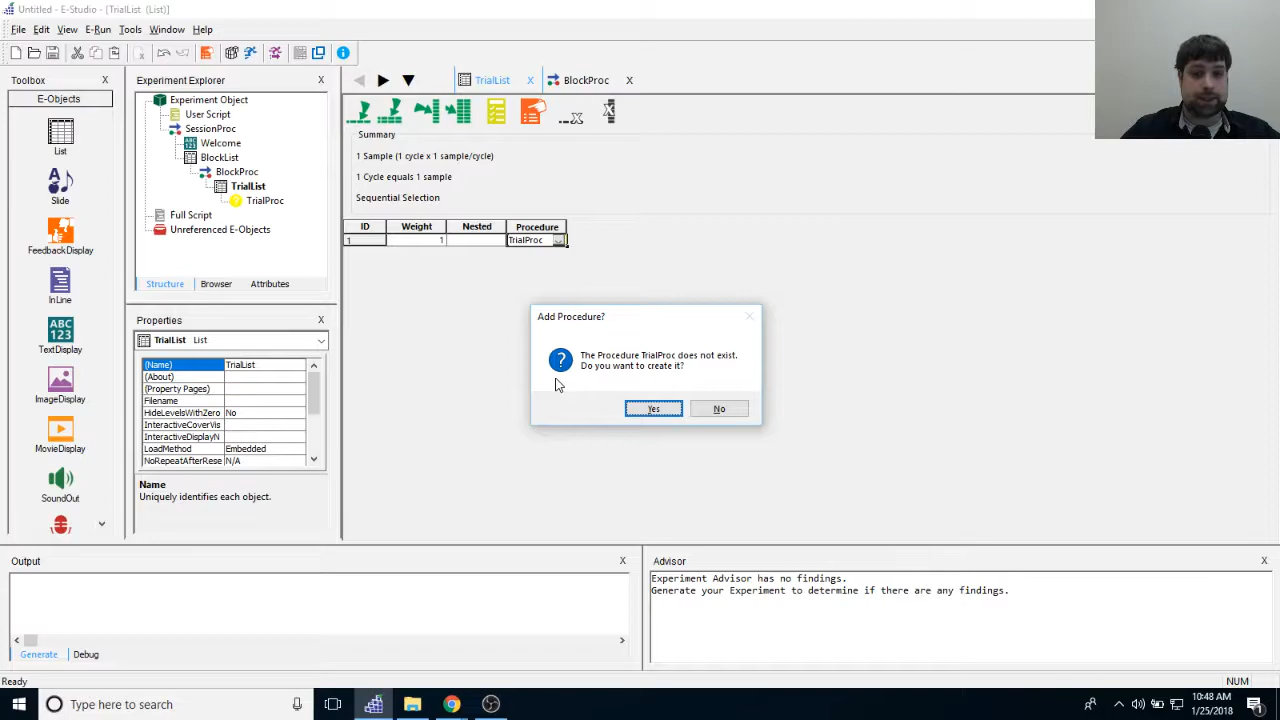 Untitled - E-Studio - [TrialList (List)]
File Edit View E-Run Tools Window Help
Toolbox X
E-Objects
List
Slide
FeedbackDisplay
InLine
ABC
123
TextDisplay
ImageDisplay
MovieDisplay
SoundOut
Experiment Explorer X
Experiment Object
User Script
SessionProc
Welcome
BlockList
BlockProc
TrialList
TrialProc
Full Script
Unreferenced E-Objects
Structure Browser Attributes
Properties X
TrialList List
(Name) TrialList
(About)
(Property Pages)
Filename
HideLevelsWithZero No
InteractiveCoverVis
InteractiveDisplayN
LoadMethod Embedded
NoRepeatAfterRese N/A
Name
Uniquely identifies each object.
TrialList X BlockProc X
Summary
1 Sample (1 cycle x 1 sample/cycle)
1 Cycle equals 1 sample
Sequential Selection
ID Weight Nested Procedure
1 1 TrialProc
Add Procedure?
The Procedure TrialProc does not exist.
Do you want to create it?
Yes No
Output X
Generate Debug
Advisor X
Experiment Advisor has no findings.
Generate your Experiment to determine if there are any findings.
Ready NUM
Type here to search
10:48 AM
1/25/2018